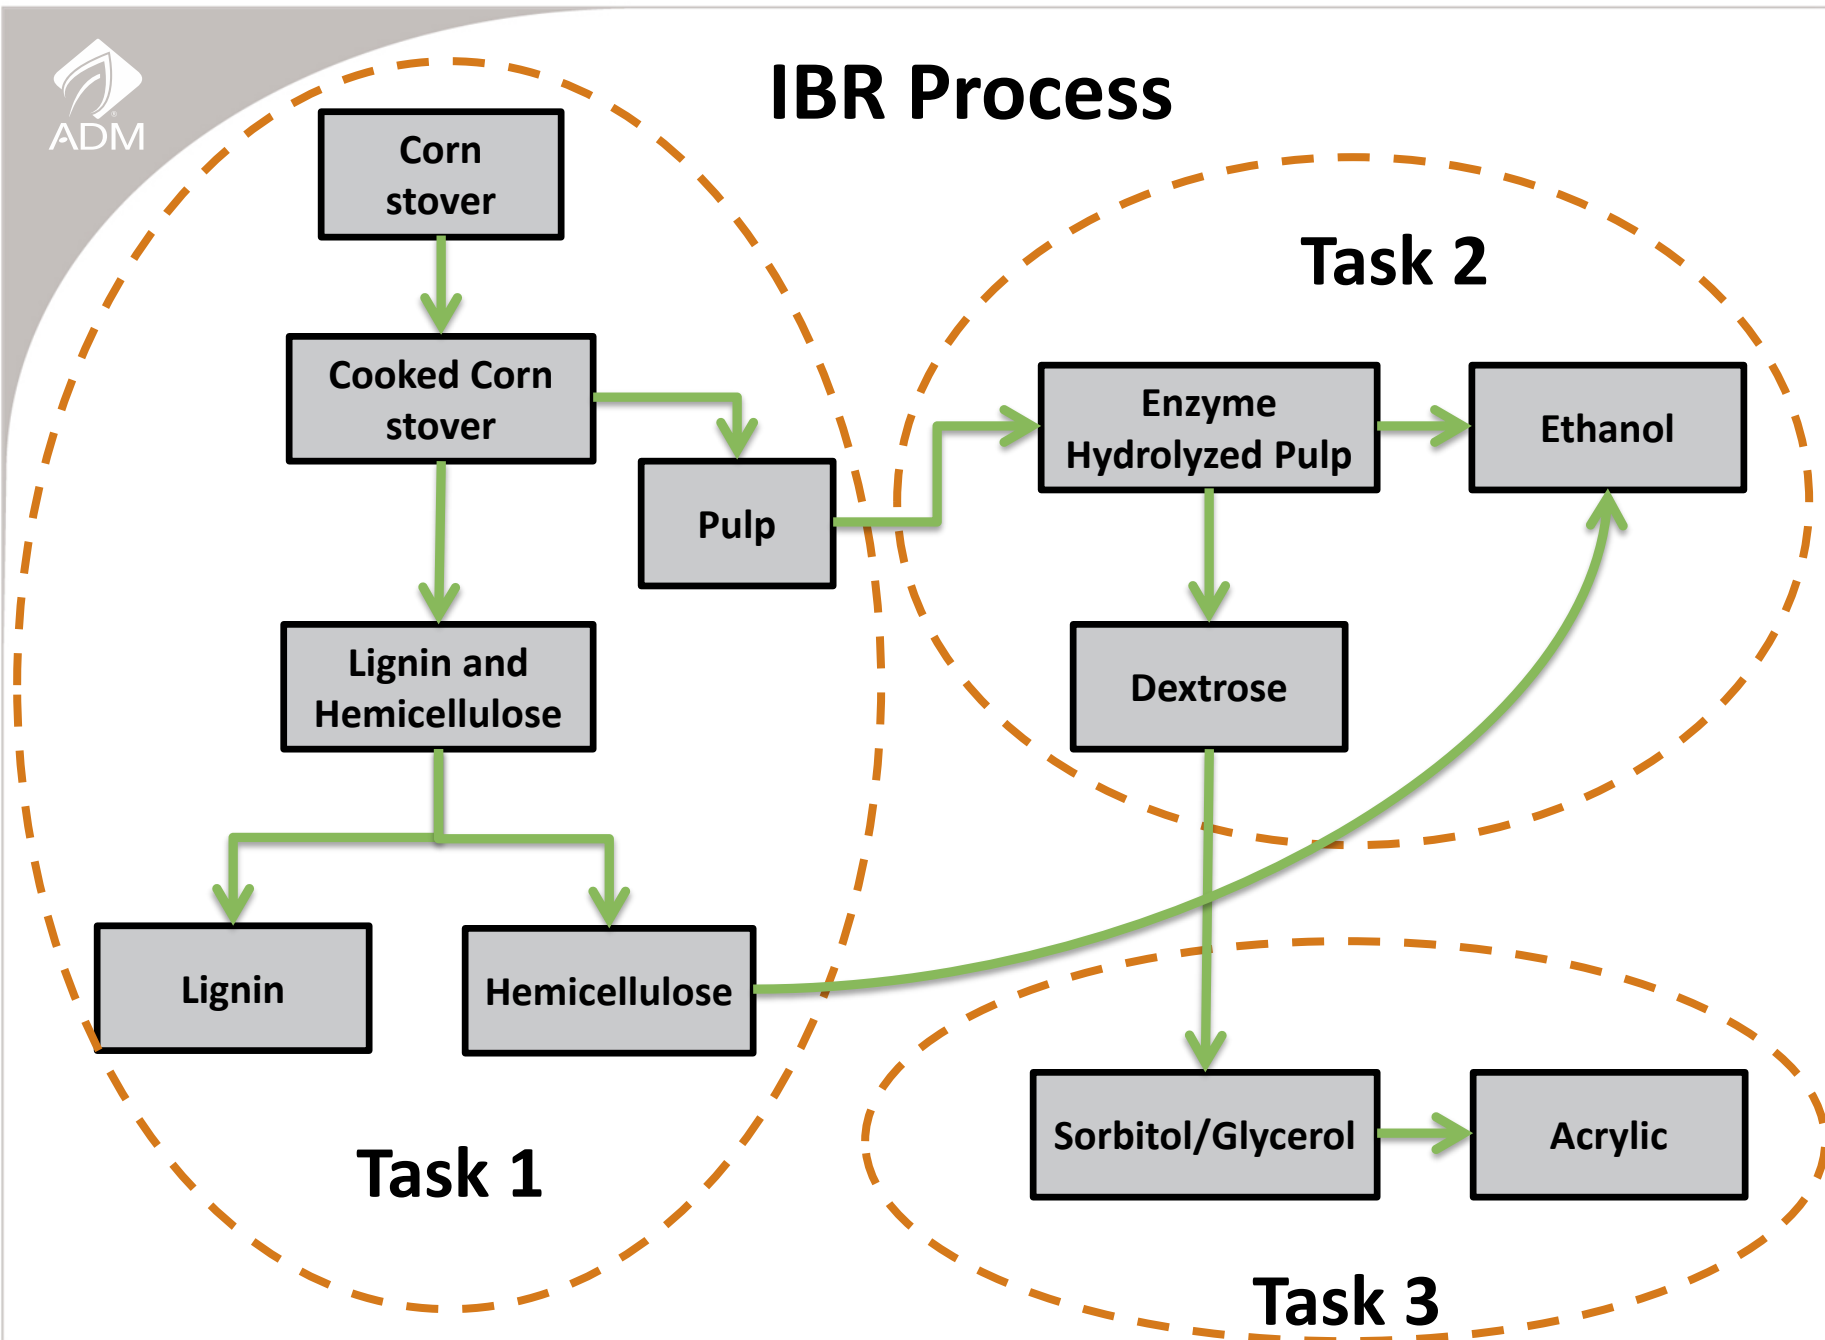 ADM
IBR Process
Corn
stover
Cooked Corn
stover
Pulp
Lignin and
Hemicellulose
Lignin
Hemicellulose
Task 1
Task 2
Enzyme
Hydrolyzed Pulp
Ethanol
Dextrose
Sorbitol/Glycerol
Acrylic
Task 3